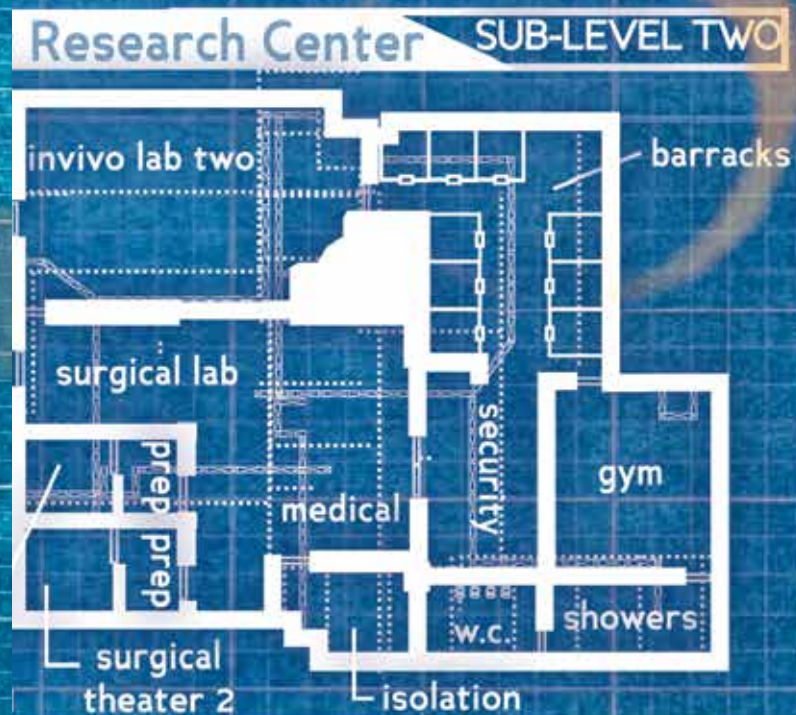 Research Center
SUB-LEVEL TWO
invivo lab two
barracks
surgical lab
security
prep
gym
medical
prep
showers
w.c.
surgical
theater 2
isolation